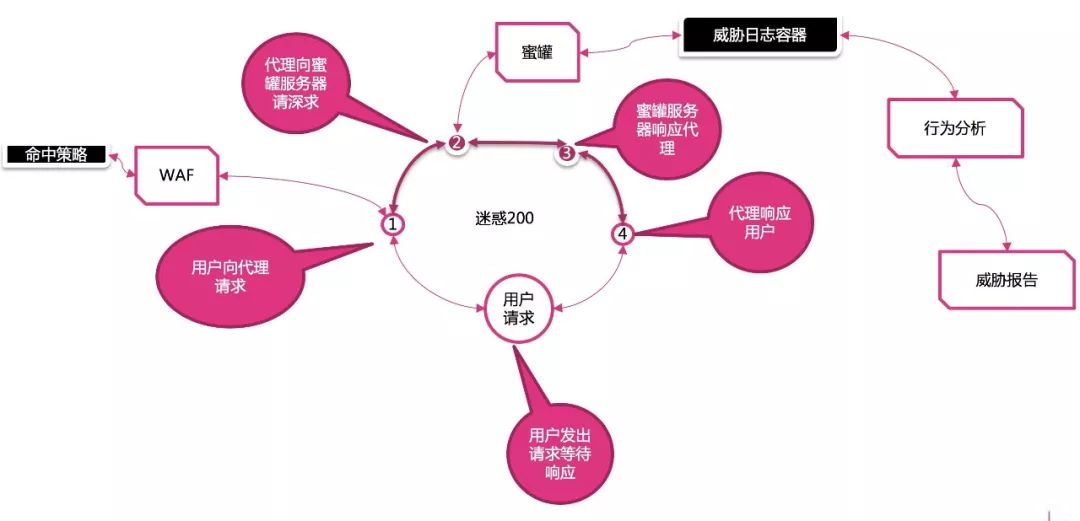 威胁日志容器
蜜罐
代理向蜜
罐服务器
请深求
蜜罐服务
器响应代
理
行为分析
命中策略
WAF
2
3
1
迷惑200
4
代理响应
用户
用户向代理
请求
用户
请求
威胁报告
用户发出
请求等待
响应